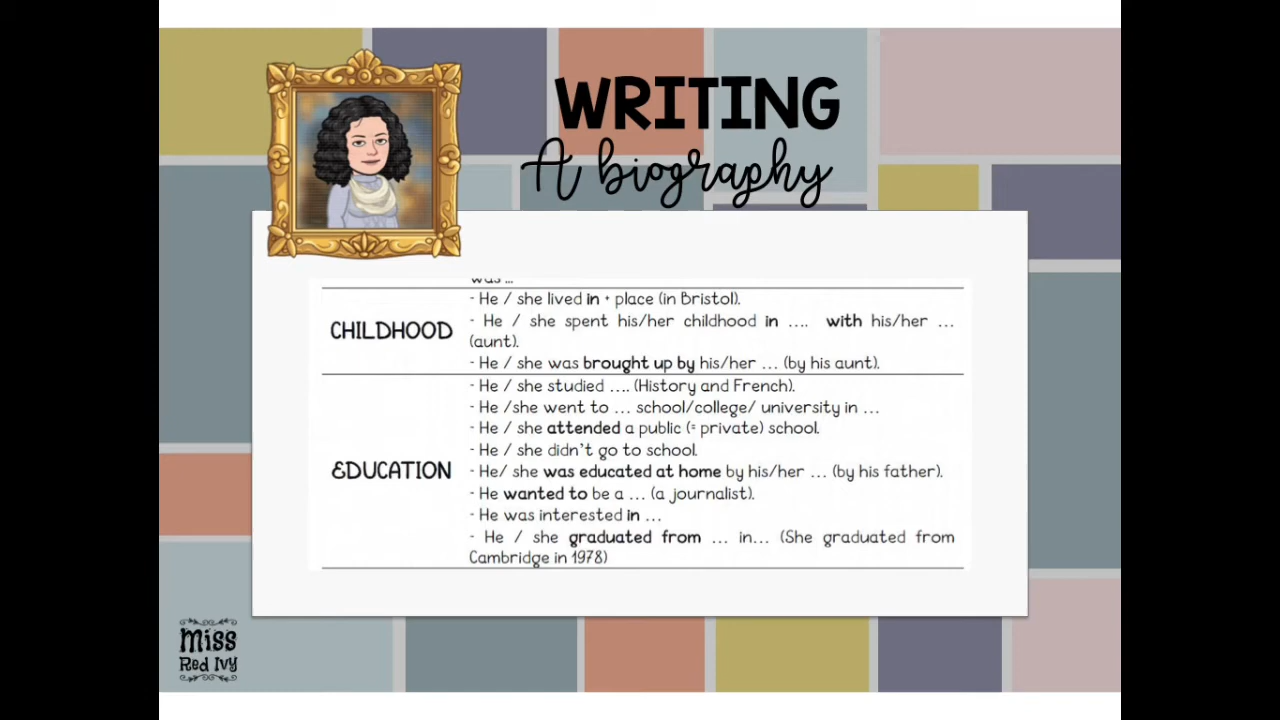 WRITING
A biography
was ...
- He / she lived in + place (in Bristol).
- He / she spent his/her childhood in .... with his/her ...
(aunt).
CHILDHOOD
- He / she was brought up by his/her ... (by his aunt).
- He / she studied .... (History and French).
- He /she went to ... school/college/ university in ...
- He / she attended a public (= private) school.
- He / she didn't go to school.
EDUCATION
- He/ she was educated at home by his/her ... (by his father).
- He wanted to be a ... (a journalist).
- He was interested in ...
- He / she graduated from ... in... (She graduated from
Cambridge in 1978)
Miss
Red Ivy